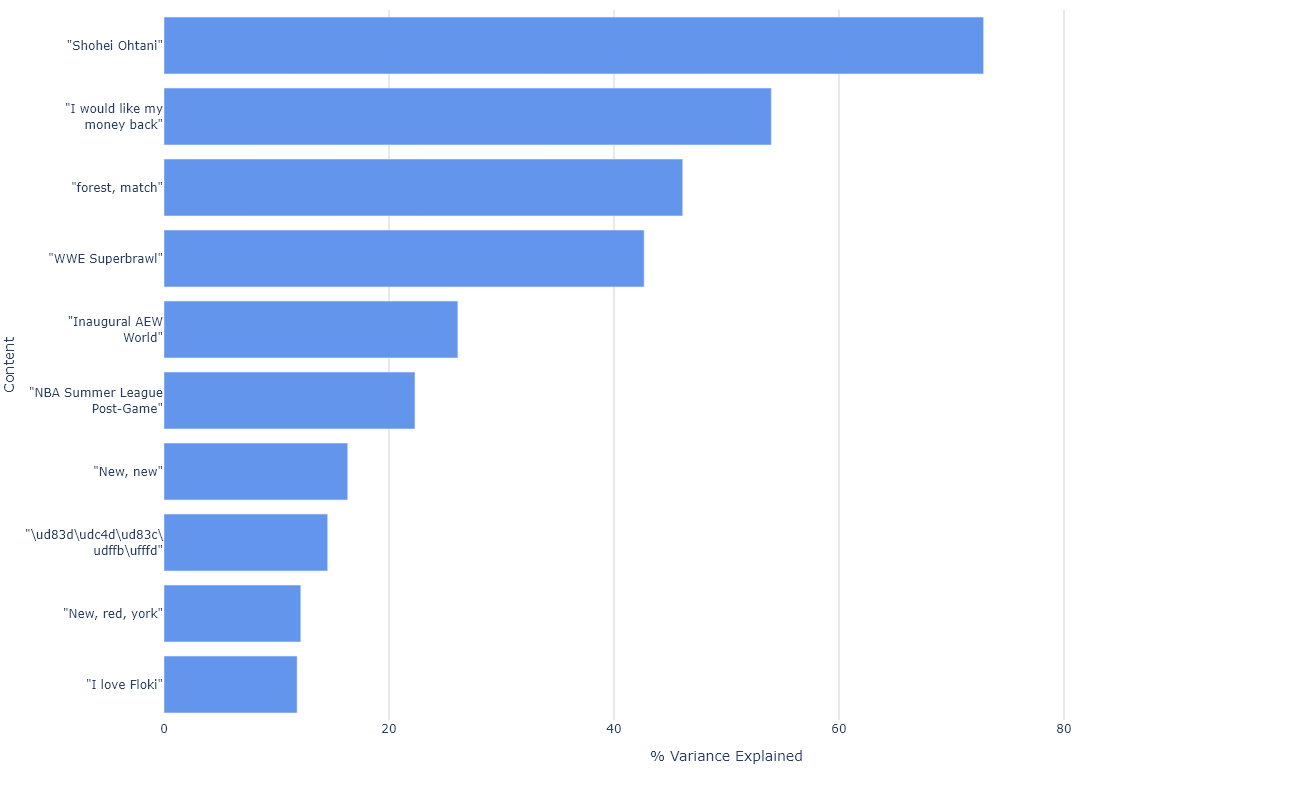 "Shohei Ohtani"
"I would like my
money back"
"forest, match"
"WWE Superbrawl"
"Inaugural AEW
World"
"NBA Summer League
Post-Game"
"New, new"
"\ud83d\udc4d\ud83c\
udffb\ufffd"
"New, red, york"
"I love Floki"
Content
0 20 40 60 80
% Variance Explained